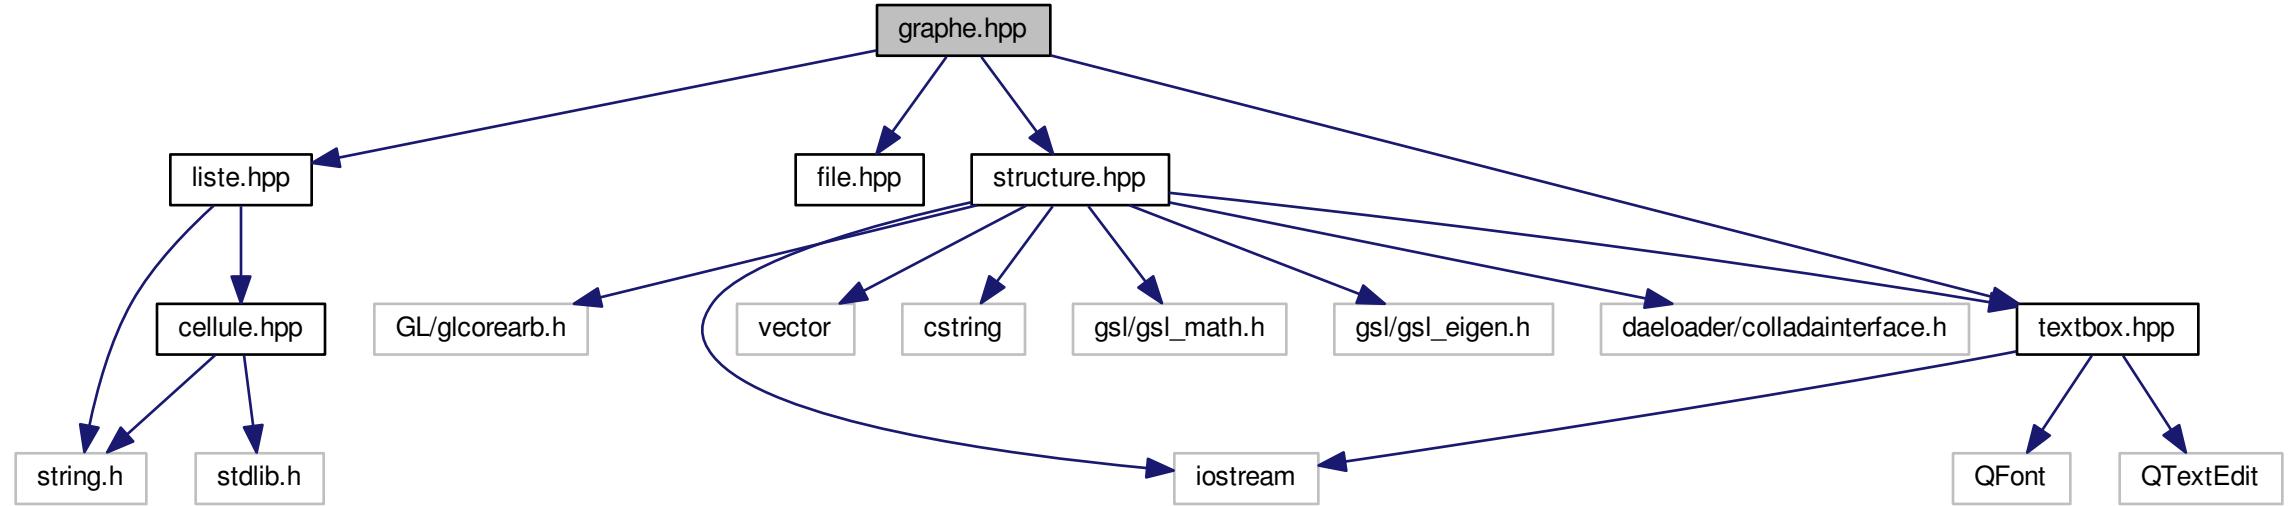 graphe.hpp
liste.hpp
file.hpp
structure.hpp
cellule.hpp
GL/glcorearb.h
vector
cstring
gsl/gsl_math.h
gsl/gsl_eigen.h
daeloader/colladainterface.h
textbox.hpp
string.h
stdlib.h
iostream
QFont
QTextEdit